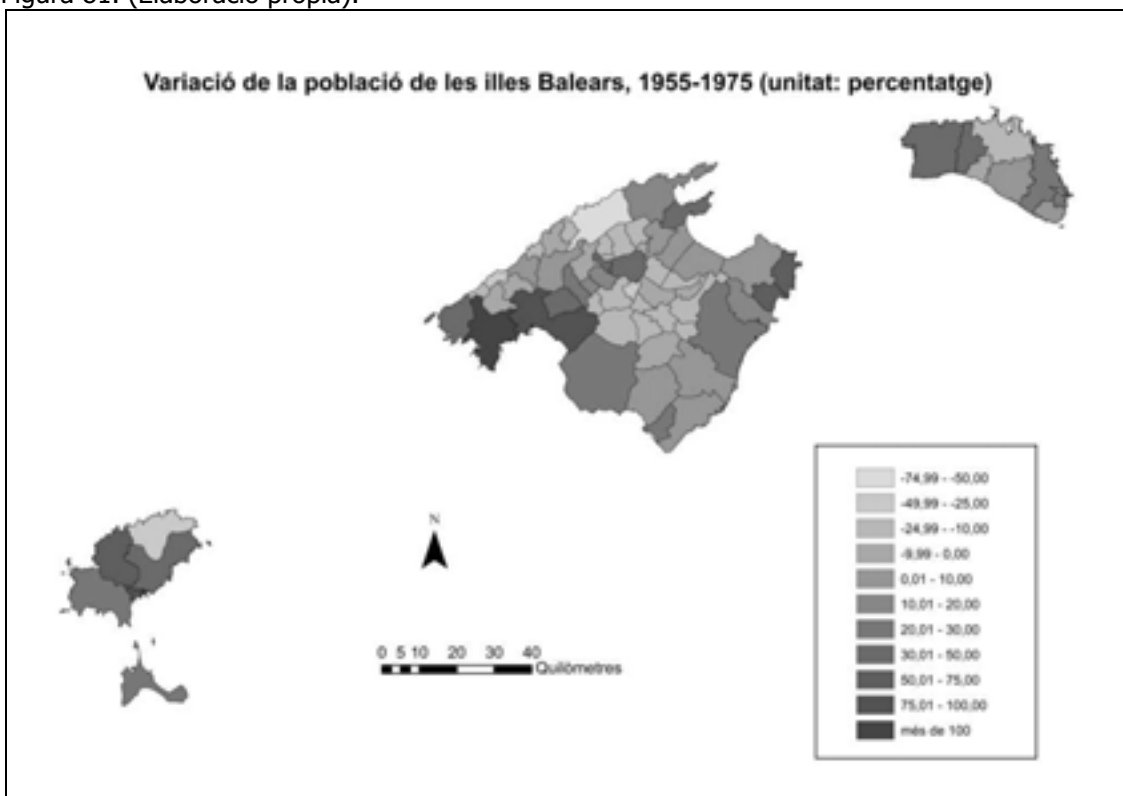 Figura 61. (Elaboració pròpia).
Variació de la població de les illes Balears, 1955-1975 (unitat: percentatge)
N
0 5 10 20 30 40
Quilòmetres
-74,99 - -50,00
-49,99 - -25,00
-24,99 - -10,00
-9,99 - 0,00
0,01 - 10,00
10,01 - 20,00
20,01 - 30,00
30,01 - 50,00
50,01 - 75,00
75,01 - 100,00
més de 100